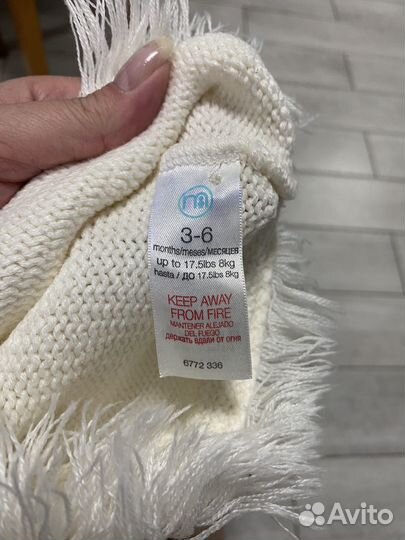 3-6
months/meses/МЕСЯЦЕВ
up to 17.5lbs 8kg
hasta / ДО 17.5lbs 8kg
KEEP AWAY
FROM FIRE
MANTENER ALEJADO
DEL FUEGO
держать вдали от огня
6772 336
Avito